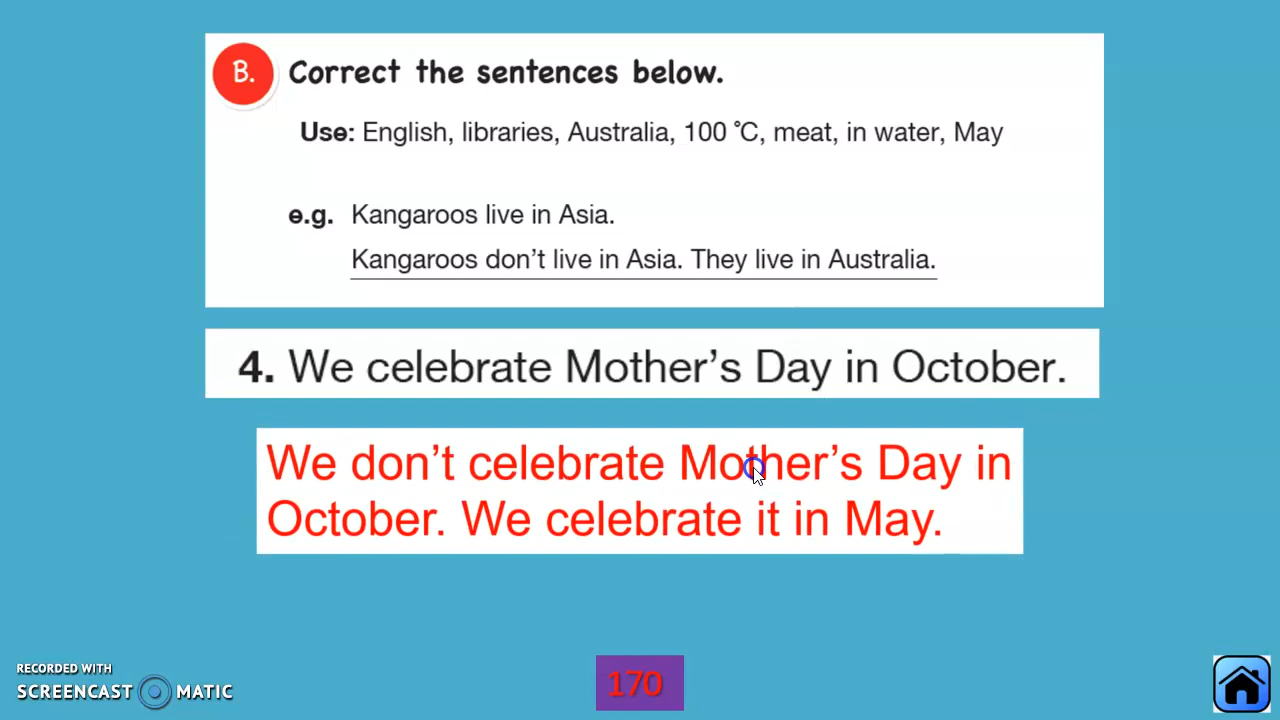 B. Correct the sentences below.
Use: English, libraries, Australia, 100 ˚C, meat, in water, May
e.g. Kangaroos live in Asia.
Kangaroos don't live in Asia. They live in Australia.
4. We celebrate Mother's Day in October.
We don't celebrate Mother's Day in
October. We celebrate it in May.
170
RECORDED WITH
SCREENCAST MATIC